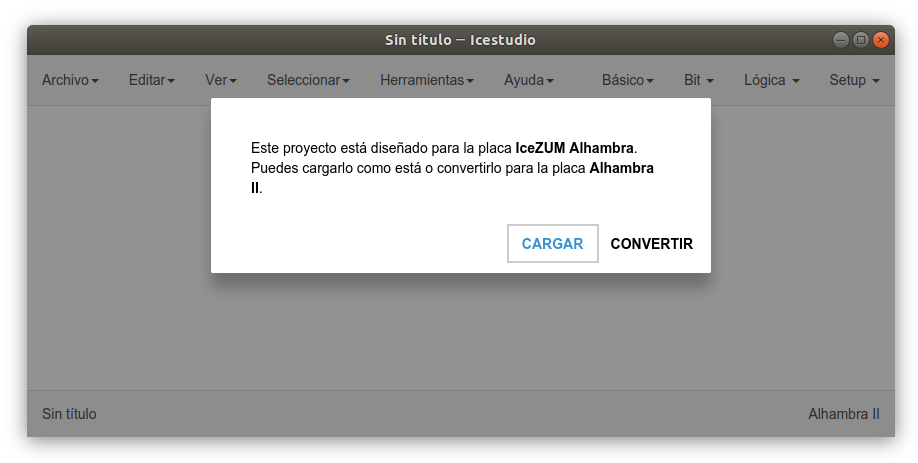 Sin título – Icestudio
Archivo Editar Ver Seleccionar Herramientas Ayuda Básico Bit Lógica Setup
Este proyecto está diseñado para la placa IceZUM Alhambra.
Puedes cargarlo como está o convertirlo para la placa Alhambra
II.
CARGAR CONVERTIR
Sin título Alhambra II